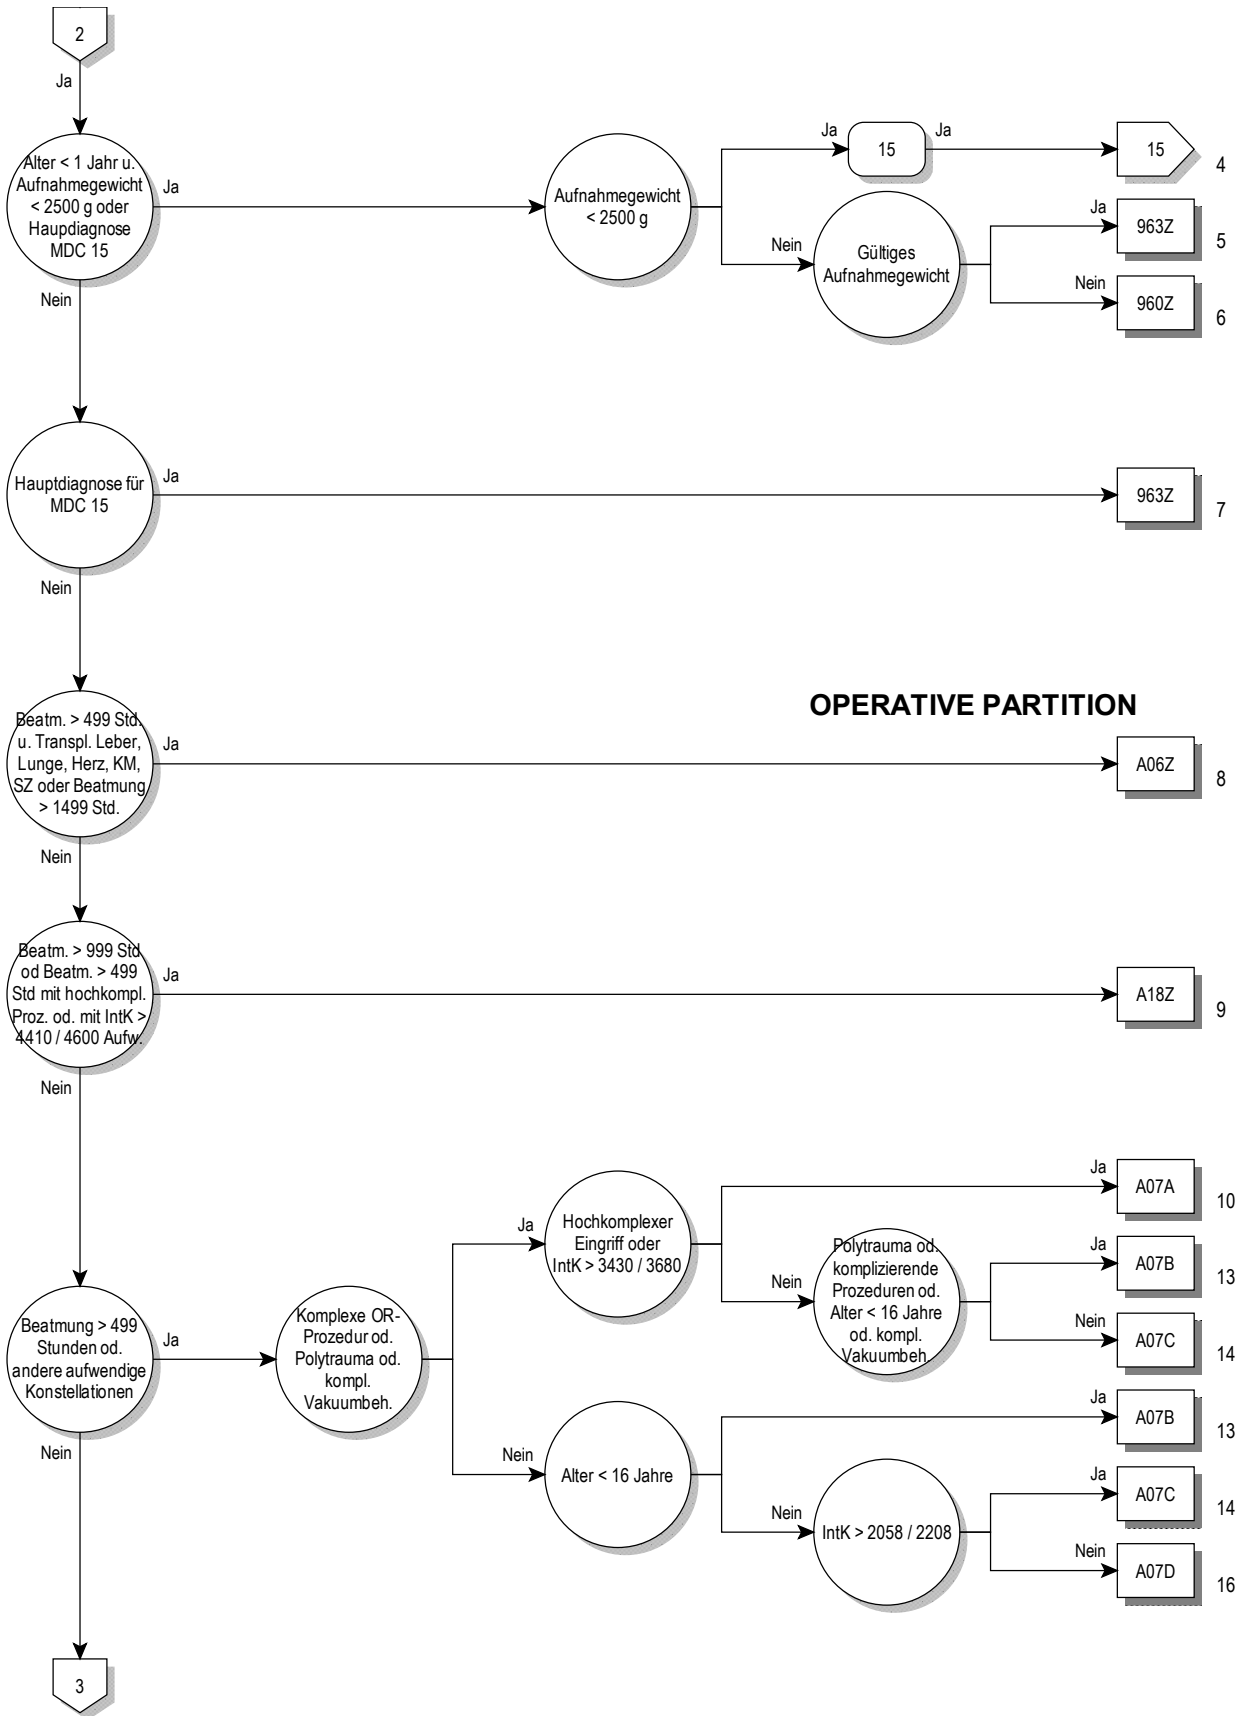 2
Ja
Alter < 1 Jahr u.
Aufnahmegewicht
< 2500 g oder
Haupdiagnose
MDC 15
Ja
Aufnahmegewicht
< 2500 g
Ja
15
Ja
15
4
Nein
Gültiges
Aufnahmegewicht
Ja
963Z
5
Nein
960Z
6
Nein
Hauptdiagnose für
MDC 15
Ja
963Z
7
Nein
OPERATIVE PARTITION
Beatm. > 499 Std.
u. Transpl. Leber,
Lunge, Herz, KM,
SZ oder Beatmung
> 1499 Std.
Ja
A06Z
8
Nein
Beatm. > 999 Std
od Beatm. > 499
Std mit hochkompl.
Proz. od. mit IntK >
4410 / 4600 Aufw.
Ja
A18Z
9
Nein
Beatmung > 499
Stunden od.
andere aufwendige
Konstellationen
Ja
Komplexe OR-
Prozedur od.
Polytrauma od.
kompl.
Vakuumbeh.
Ja
Hochkomplexer
Eingriff oder
IntK > 3430 / 3680
Ja
A07A
10
Nein
Polytrauma od.
komplizierende
Prozeduren od.
Alter < 16 Jahre
od. kompl.
Vakuumbeh.
Ja
A07B
13
Nein
A07C
14
Nein
Alter < 16 Jahre
Ja
A07B
13
Nein
IntK > 2058 / 2208
Ja
A07C
14
Nein
A07D
16
Nein
3